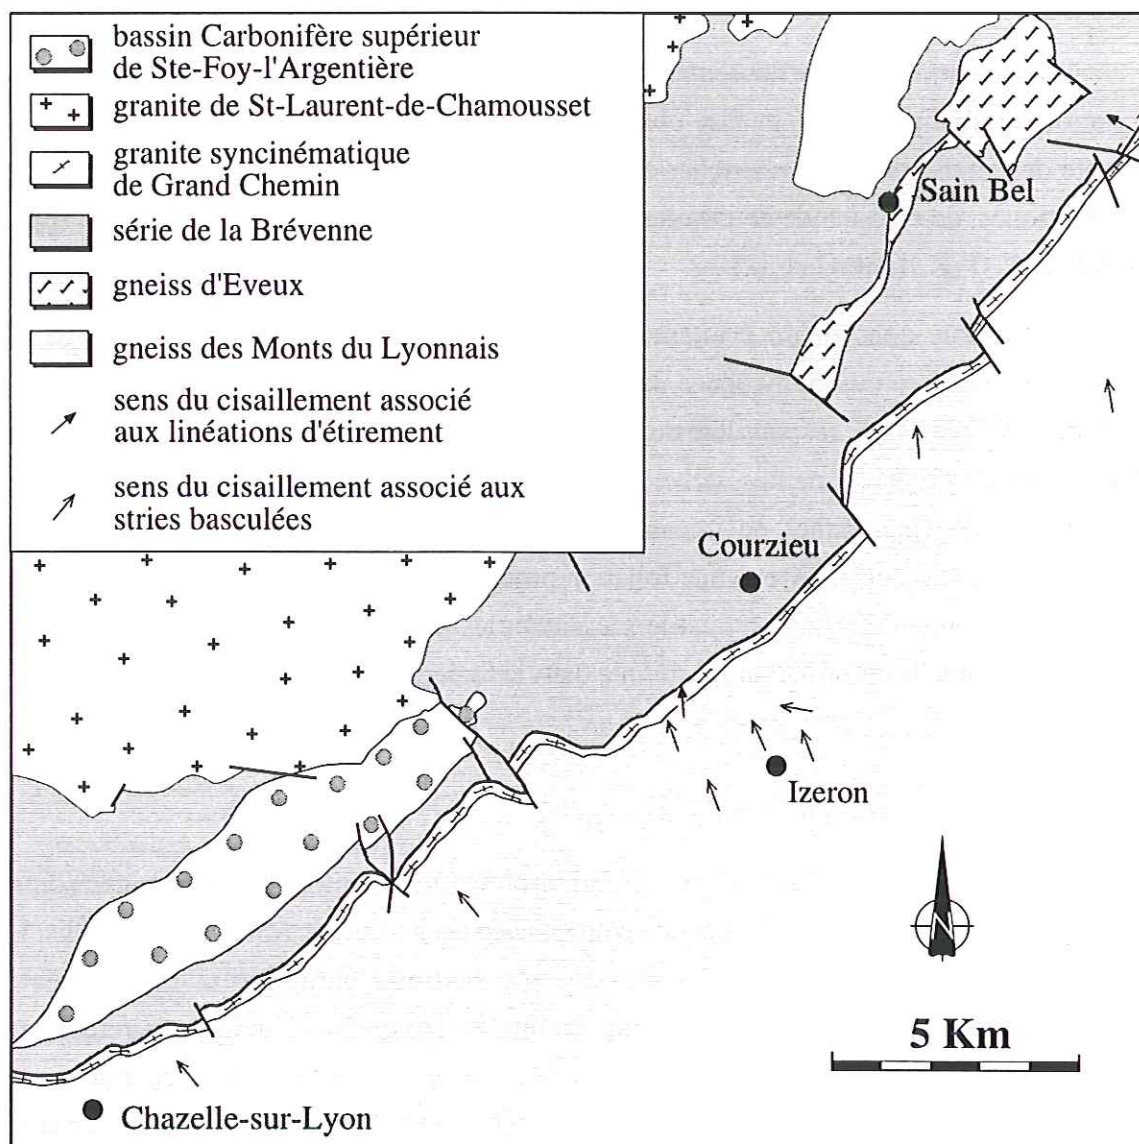 bassin Carbonifère supérieur
de Ste-Foy-l'Argentière
granite de St-Laurent-de-Chamousset
granite syncinématique
de Grand Chemin
série de la Brévenne
gneiss d'Eveux
gneiss des Monts du Lyonnais
sens du cisaillement associé
aux linéations d'étirement
sens du cisaillement associé aux
stries basculées
Sain Bel
Courzieu
Izeron
N
5 Km
Chazelle-sur-Lyon